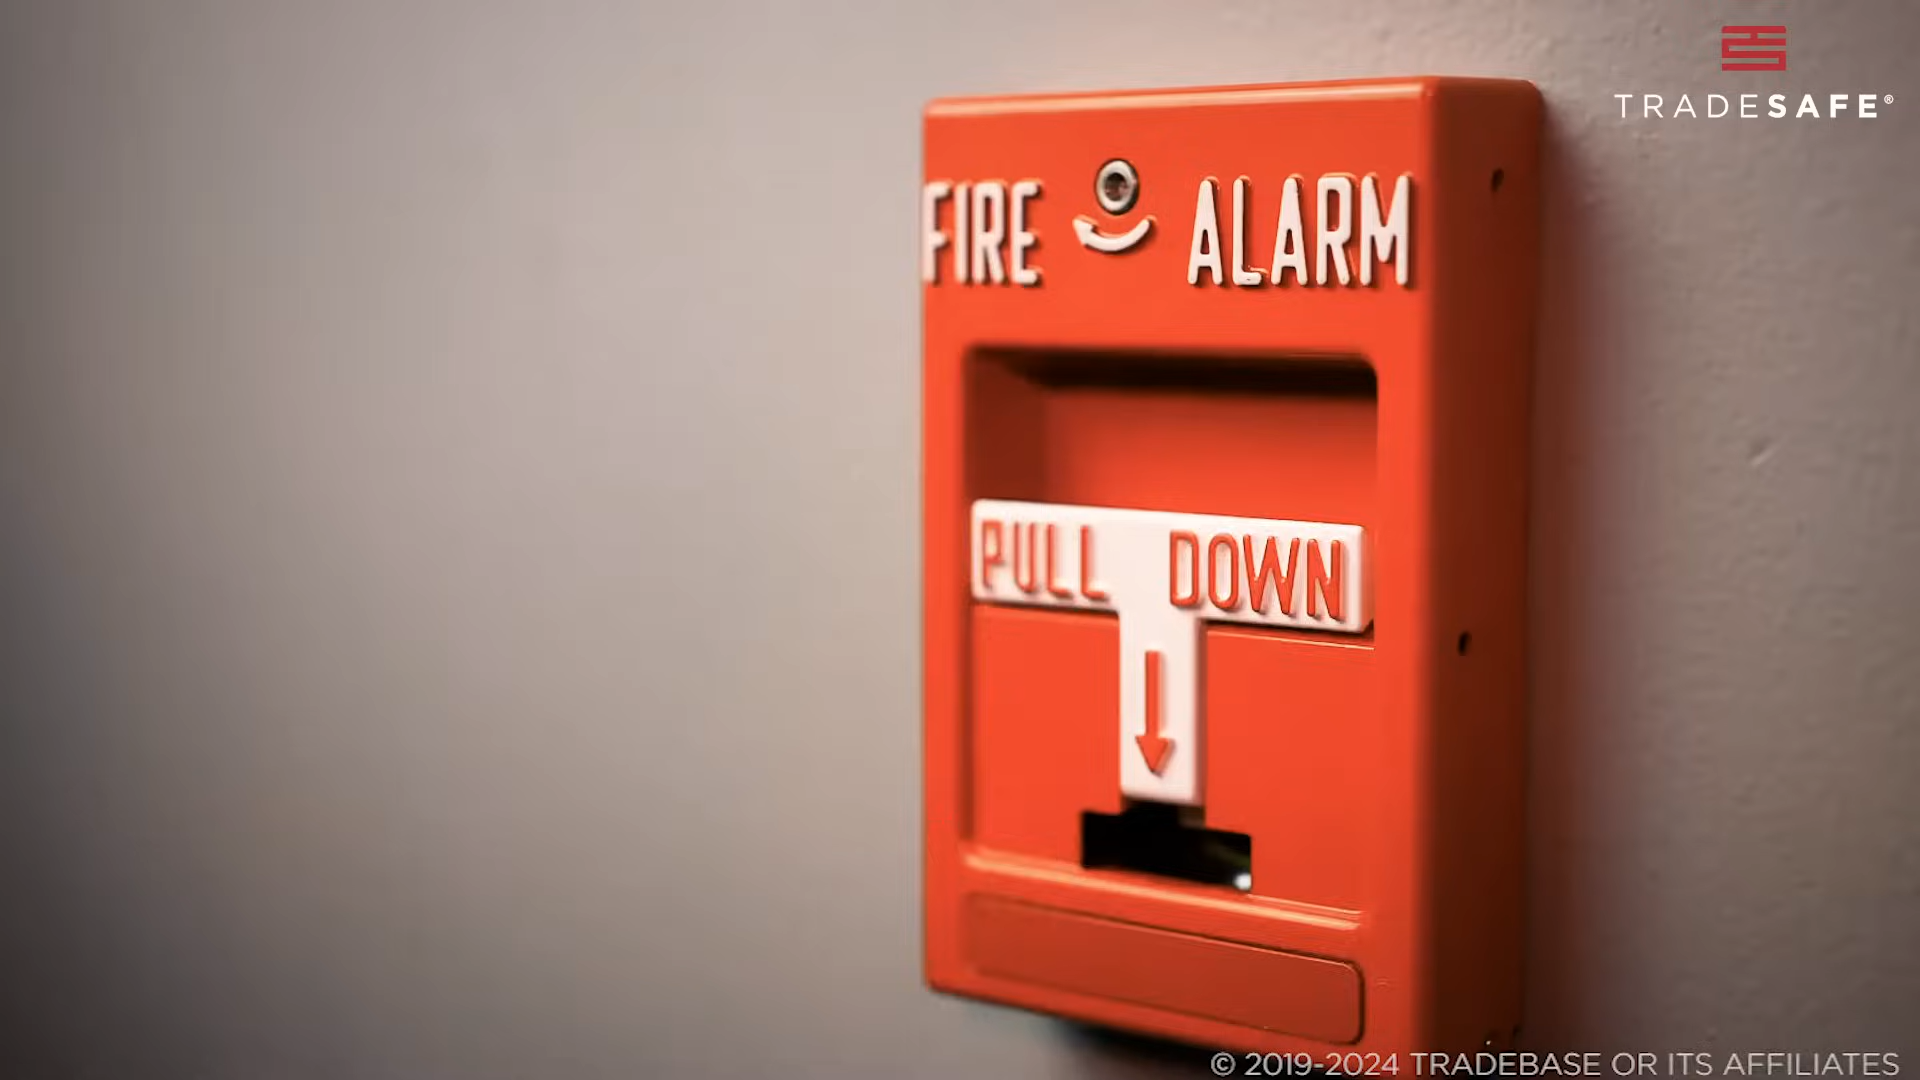 TRADESAFE®
FIRE ALARM
PULL DOWN
© 2019-2024 TRADEBASE OR ITS AFFILIATES